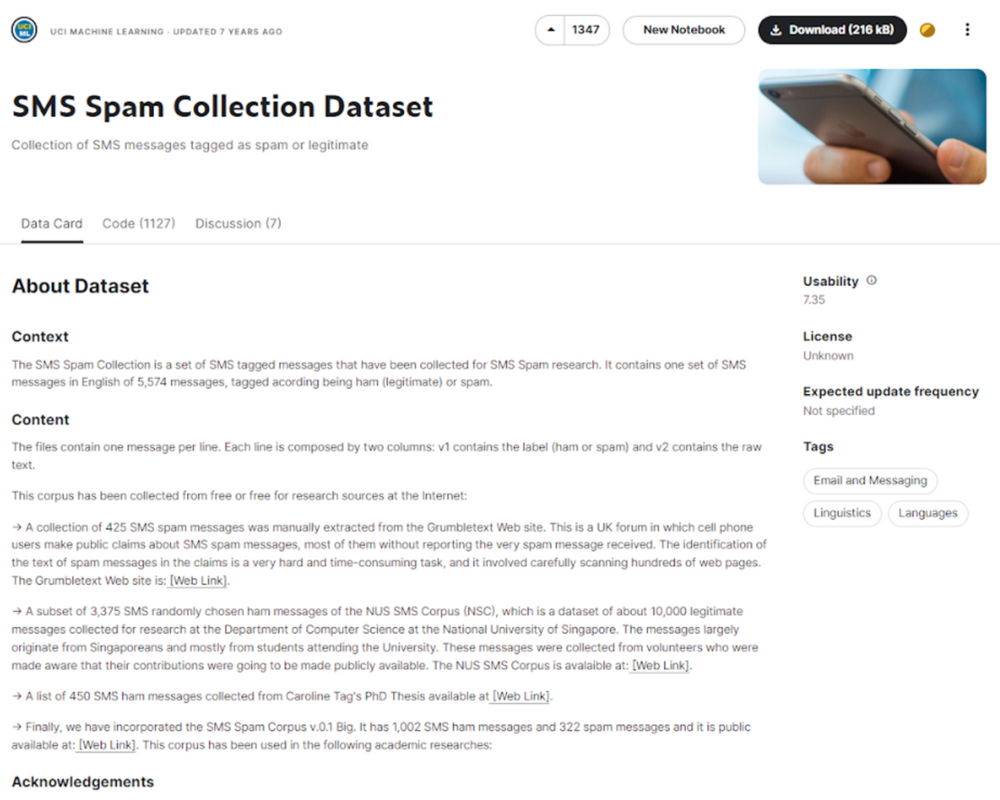 UCI ML
UCI MACHINE LEARNING · UPDATED 7 YEARS AGO
1347
New Notebook
Download (216 kB)
SMS Spam Collection Dataset
Collection of SMS messages tagged as spam or legitimate
Data Card
Code (1127)
Discussion (7)
About Dataset
Context
The SMS Spam Collection is a set of SMS tagged messages that have been collected for SMS Spam research. It contains one set of SMS
messages in English of 5,574 messages, tagged acording being ham (legitimate) or spam.
Content
The files contain one message per line. Each line is composed by two columns: v1 contains the label (ham or spam) and v2 contains the raw
text.
This corpus has been collected from free or free for research sources at the Internet:
→ A collection of 425 SMS spam messages was manually extracted from the Grumbletext Web site. This is a UK forum in which cell phone
users make public claims about SMS spam messages, most of them without reporting the very spam message received. The identification of
the text of spam messages in the claims is a very hard and time-consuming task, and it involved carefully scanning hundreds of web pages.
The Grumbletext Web site is: [Web Link].
→ A subset of 3,375 SMS randomly chosen ham messages of the NUS SMS Corpus (NSC), which is a dataset of about 10,000 legitimate
messages collected for research at the Department of Computer Science at the National University of Singapore. The messages largely
originate from Singaporeans and mostly from students attending the University. These messages were collected from volunteers who were
made aware that their contributions were going to be made publicly available. The NUS SMS Corpus is avalaible at: [Web Link].
→ A list of 450 SMS ham messages collected from Caroline Tag's PhD Thesis available at [Web Link].
→ Finally, we have incorporated the SMS Spam Corpus v.0.1 Big. It has 1,002 SMS ham messages and 322 spam messages and it is public
available at: [Web Link]. This corpus has been used in the following academic researches:
Acknowledgements
Usability
7.35
License
Unknown
Expected update frequency
Not specified
Tags
Email and Messaging
Linguistics
Languages